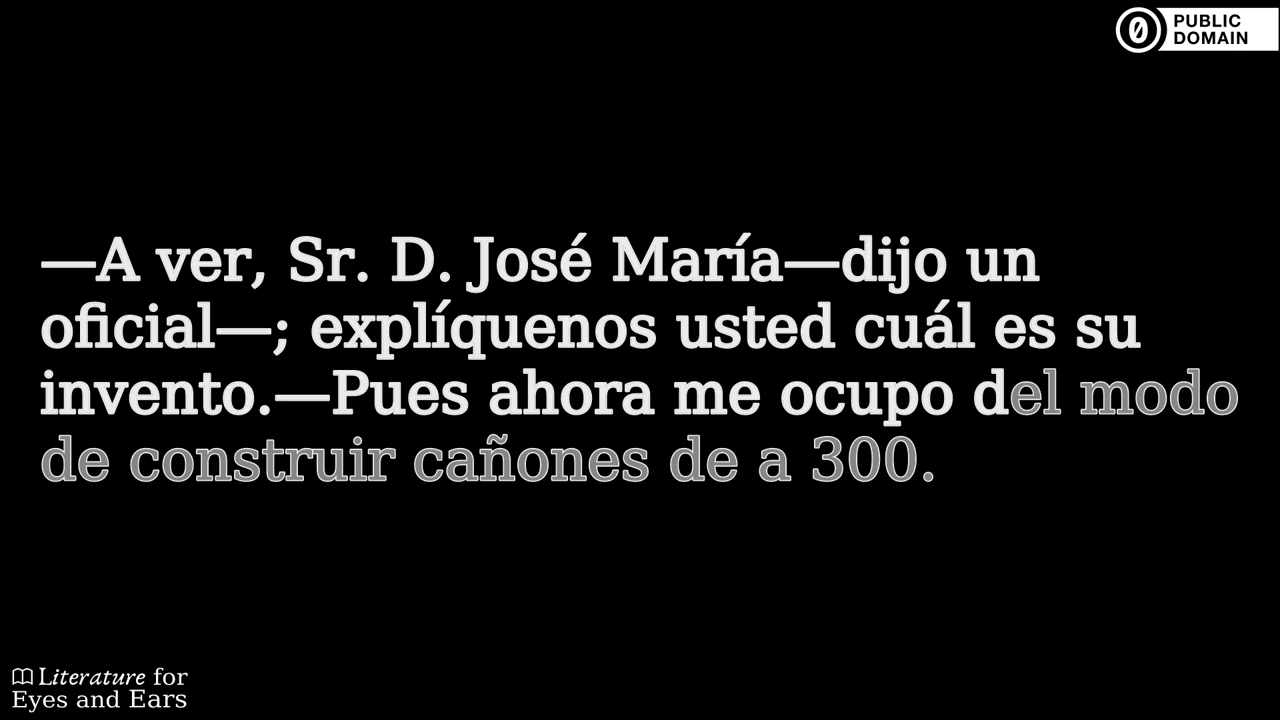 PUBLIC
DOMAIN
—A ver, Sr. D. José María—dijo un
oficial—; explíquenos usted cuál es su
invento.—Pues ahora me ocupo del modo
de construir cañones de a 300.
Literature for
Eyes and Ears